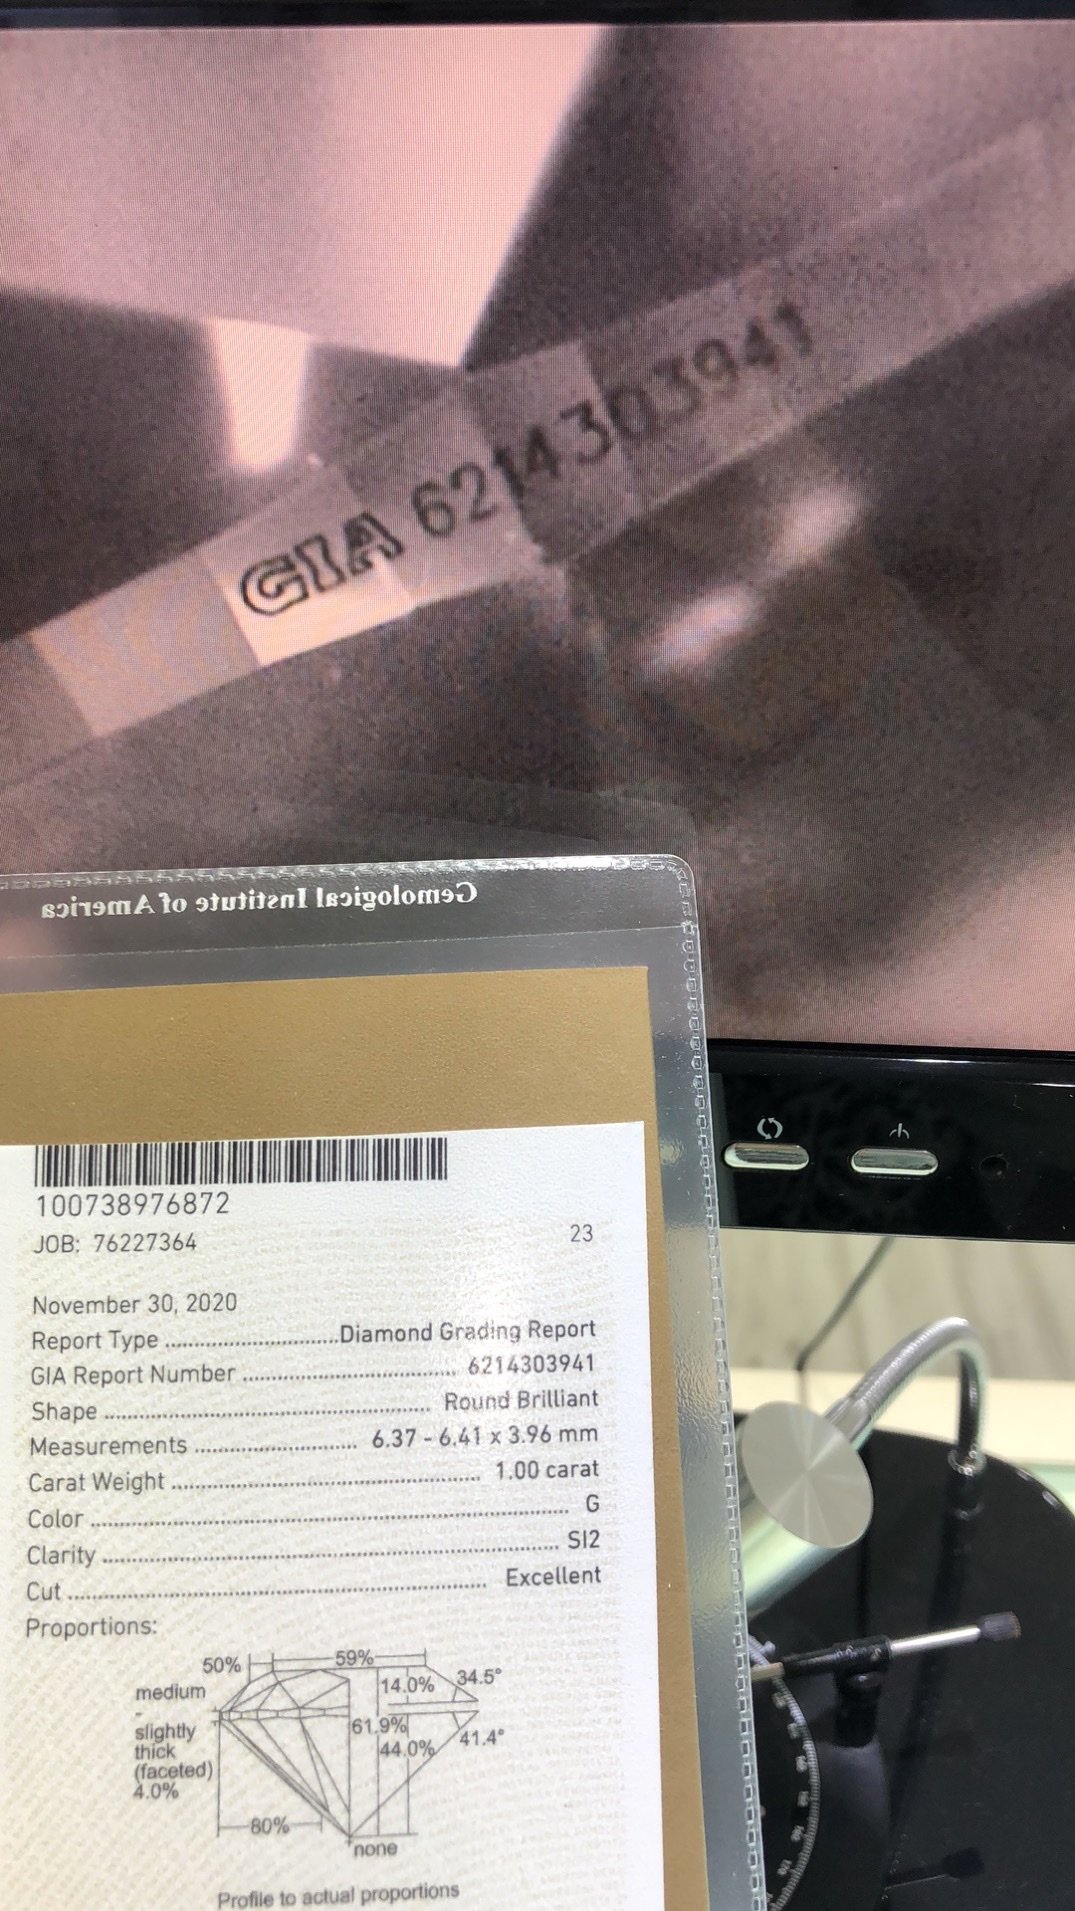 GIA 6214303941
Gemological Institute of America
100738976872
JOB: 76227364
23
November 30, 2020
Report Type ........ Diamond Grading Report
GIA Report Number ........ 6214303941
Shape ........ Round Brilliant
Measurements ........ 6.37 - 6.41 x 3.96 mm
Carat Weight ........ 1.00 carat
Color ........ G
Clarity ........ SI2
Cut ........ Excellent
Proportions:
50%
59%
medium
-
slightly
thick
(faceted)
4.0%
14.0%
34.5°
61.9%
44.0%
41.4°
80%
none
Profile to actual proportions